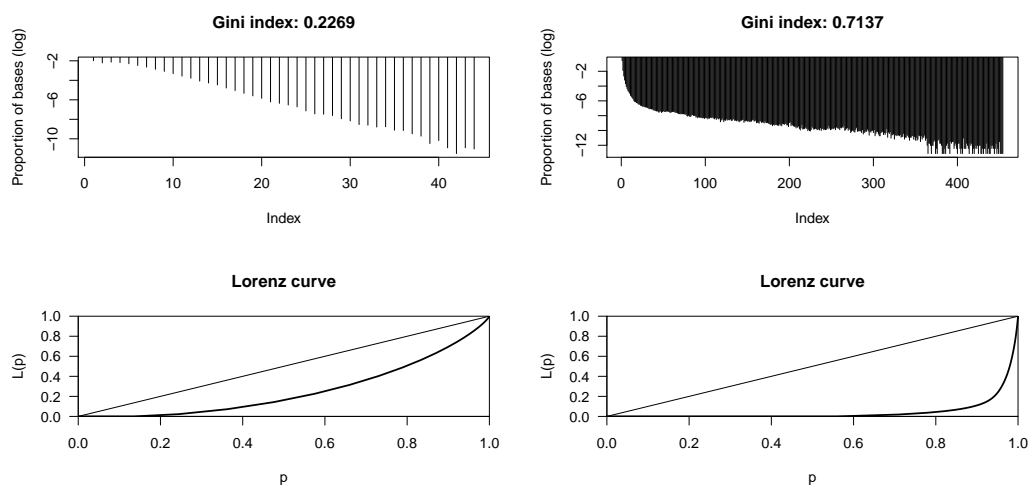 Gini index: 0.2269
Proportion of bases (log)
−2
−6
−10
0 10 20 30 40
Index
Gini index: 0.7137
Proportion of bases (log)
−2
−6
−12
0 100 200 300 400
Index
Lorenz curve
L(p)
1.0
0.8
0.6
0.4
0.2
0.0
0.0 0.2 0.4 0.6 0.8 1.0
p
Lorenz curve
L(p)
1.0
0.8
0.6
0.4
0.2
0.0
0.0 0.2 0.4 0.6 0.8 1.0
p